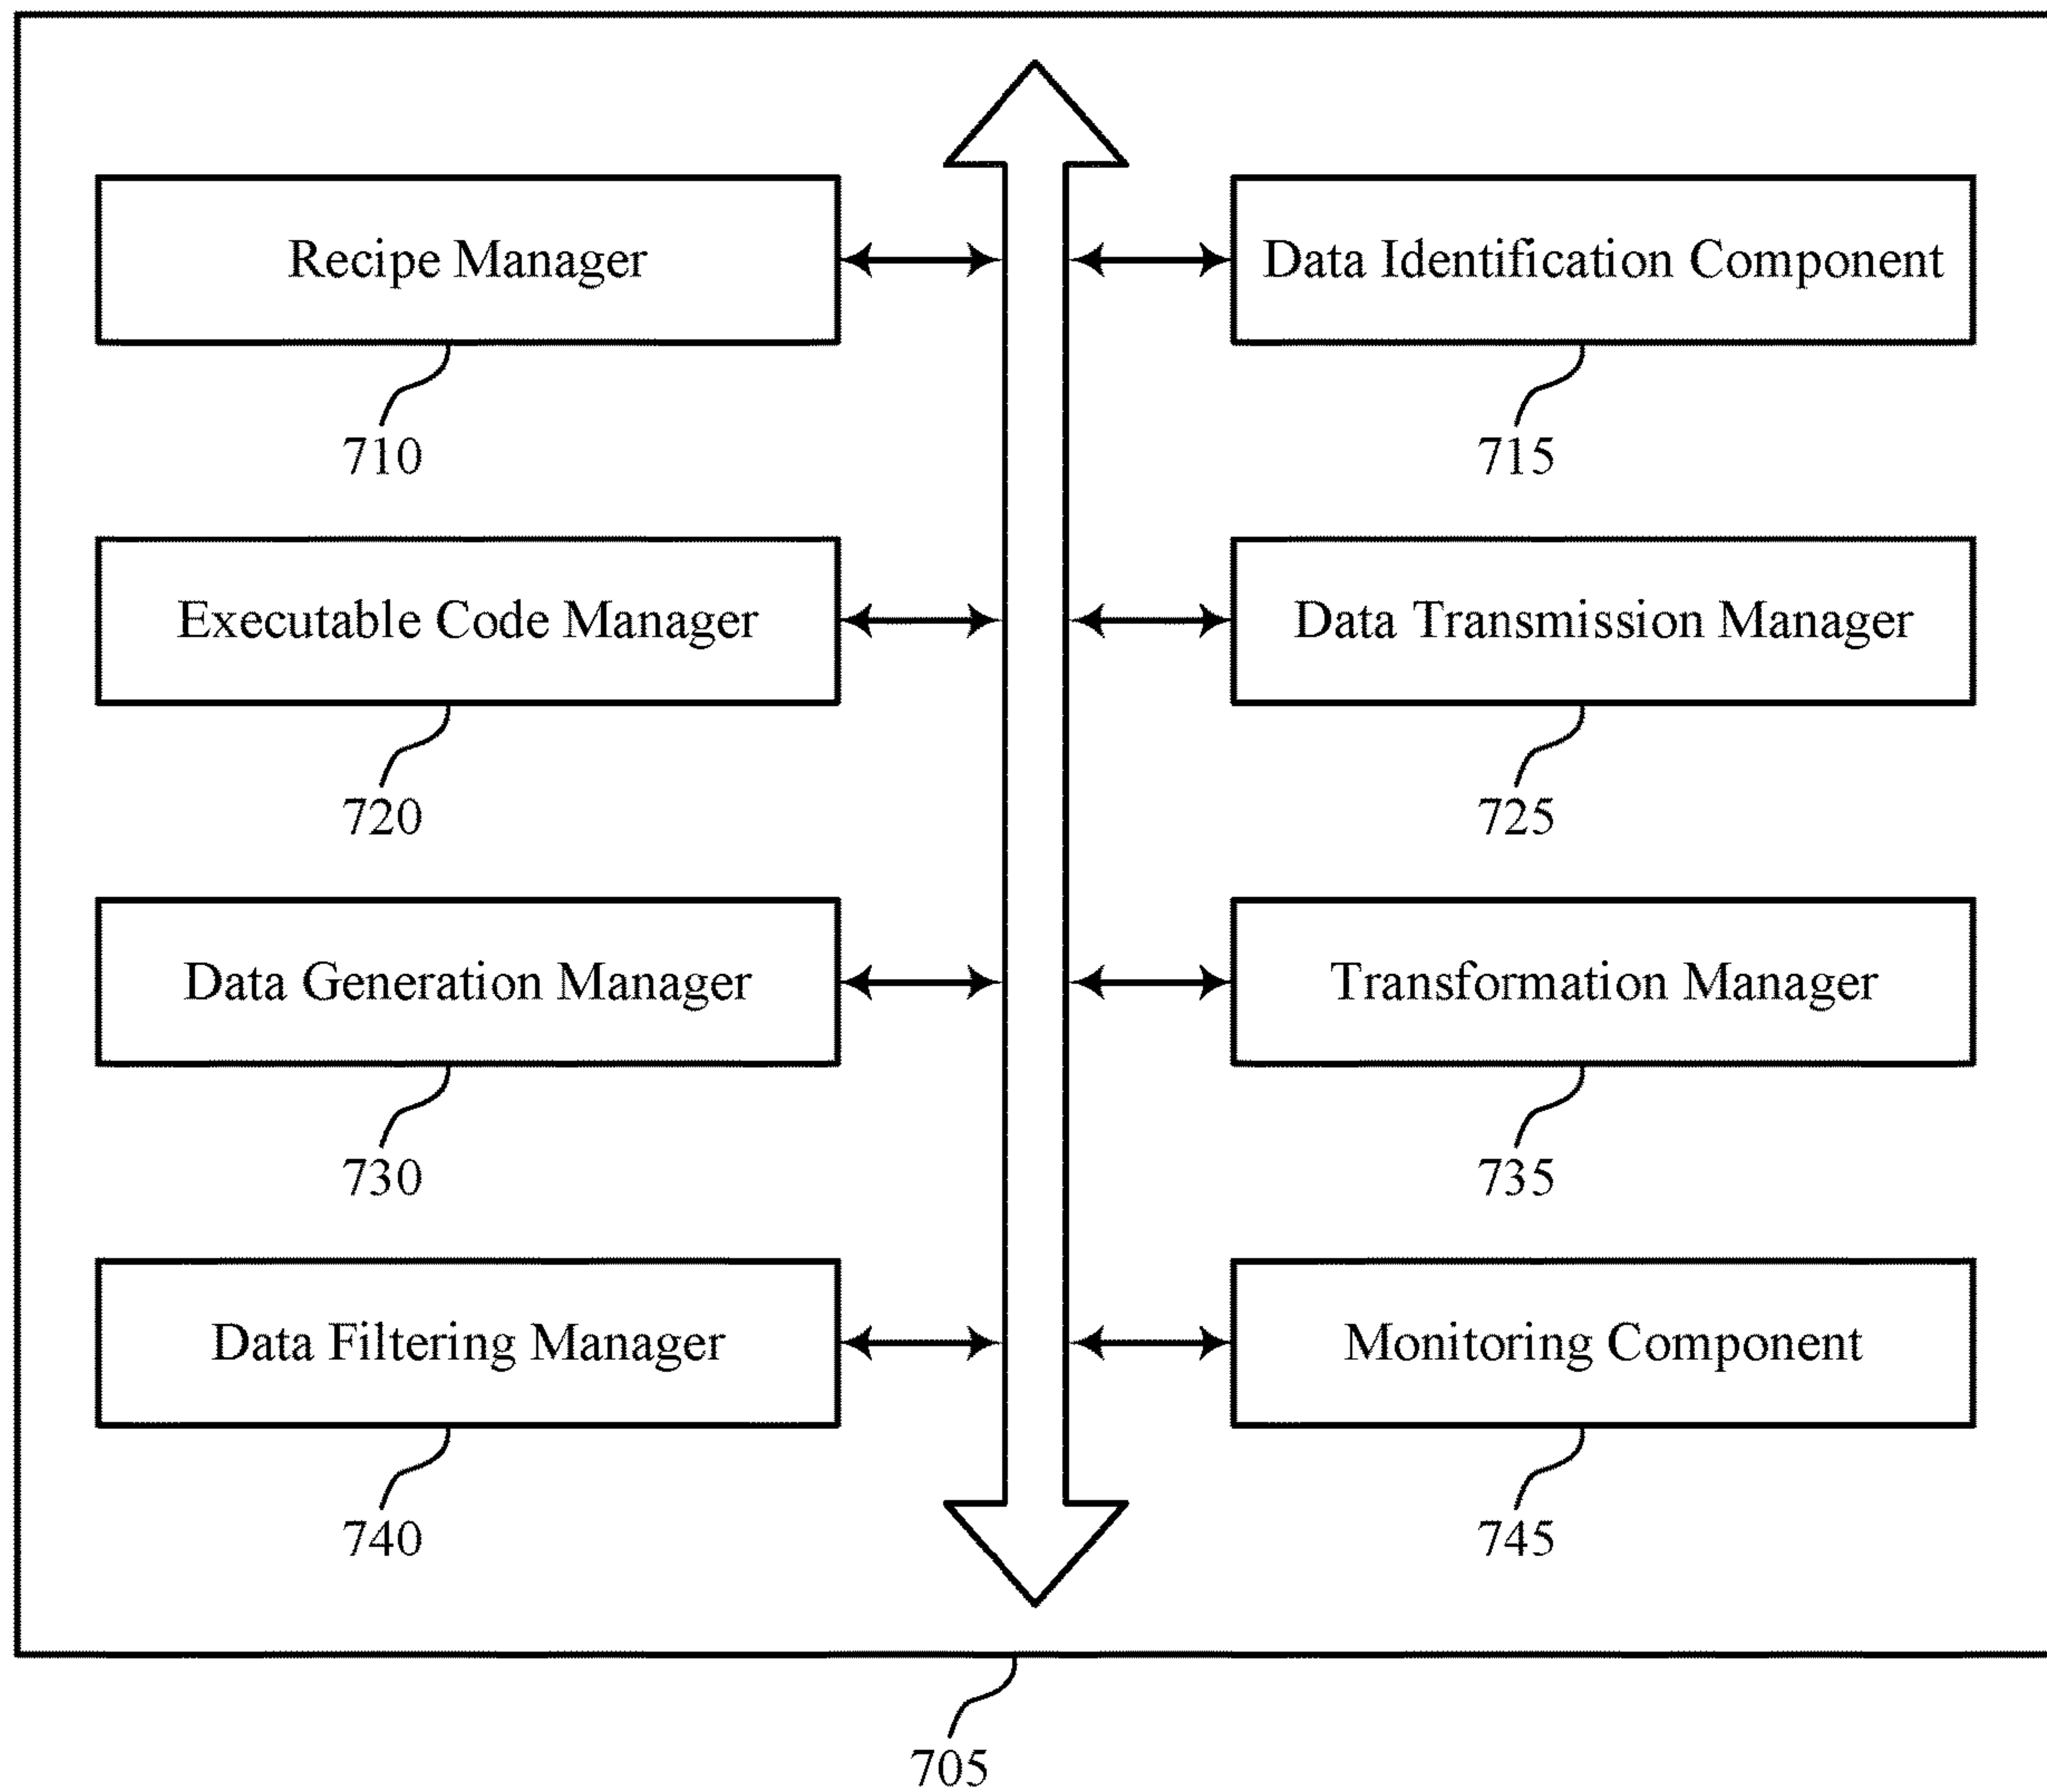 Recipe Manager
Data Identification Component
710
715
Executable Code Manager
Data Transmission Manager
720
725
Data Generation Manager
Transformation Manager
730
735
Data Filtering Manager
Monitoring Component
740
745
705